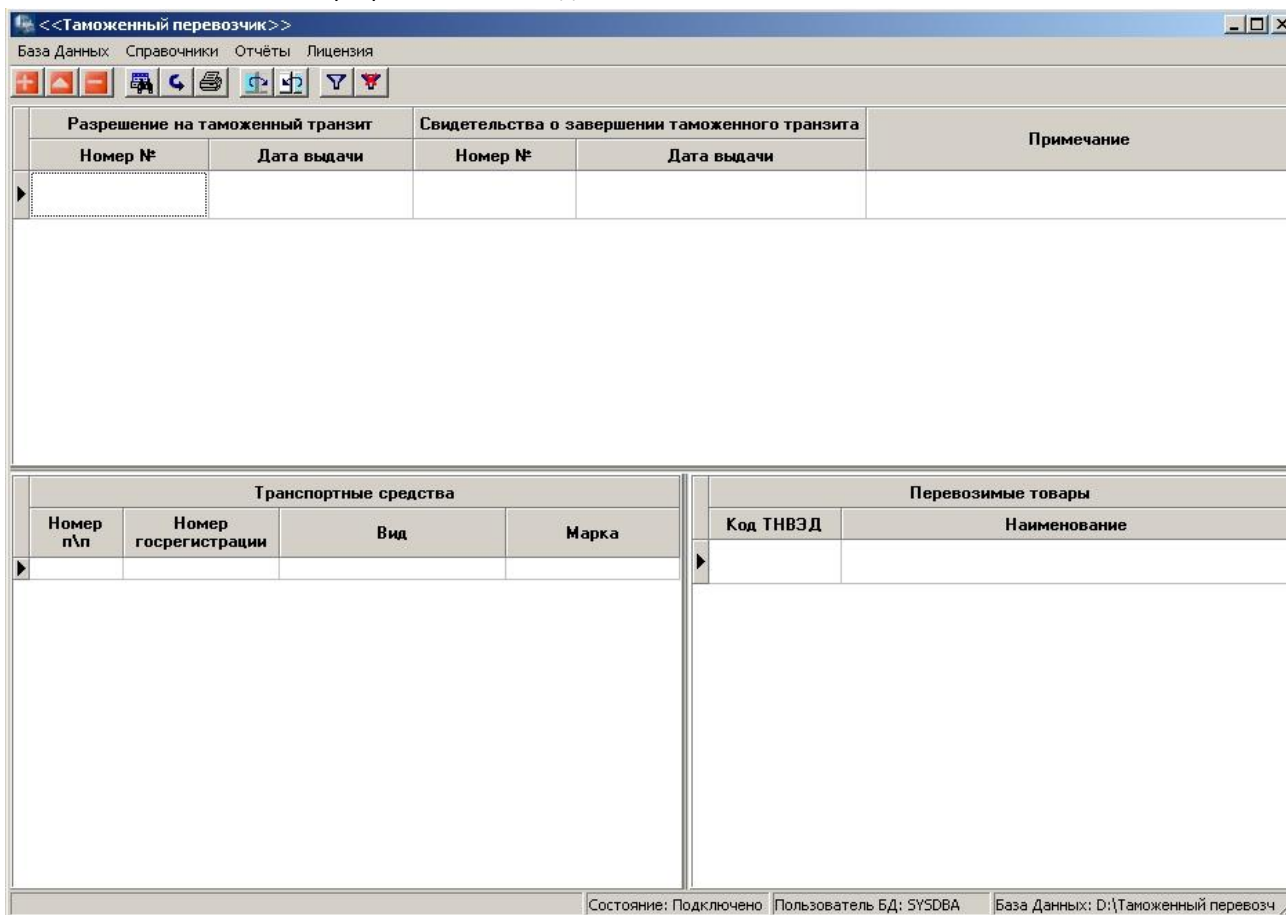 <<Таможенный перевозчик>>
База Данных Справочники Отчёты Лицензия
Разрешение на таможенный транзит Свидетельства о завершении таможенного транзита Примечание
Номер № Дата выдачи Номер № Дата выдачи
Транспортные средства Перевозимые товары
Номер п\п Номер госрегистрации Вид Марка Код ТНВЭД Наименование
Состояние: Подключено Пользователь БД: SYSDBA База Данных: D:\Таможенный перевозч